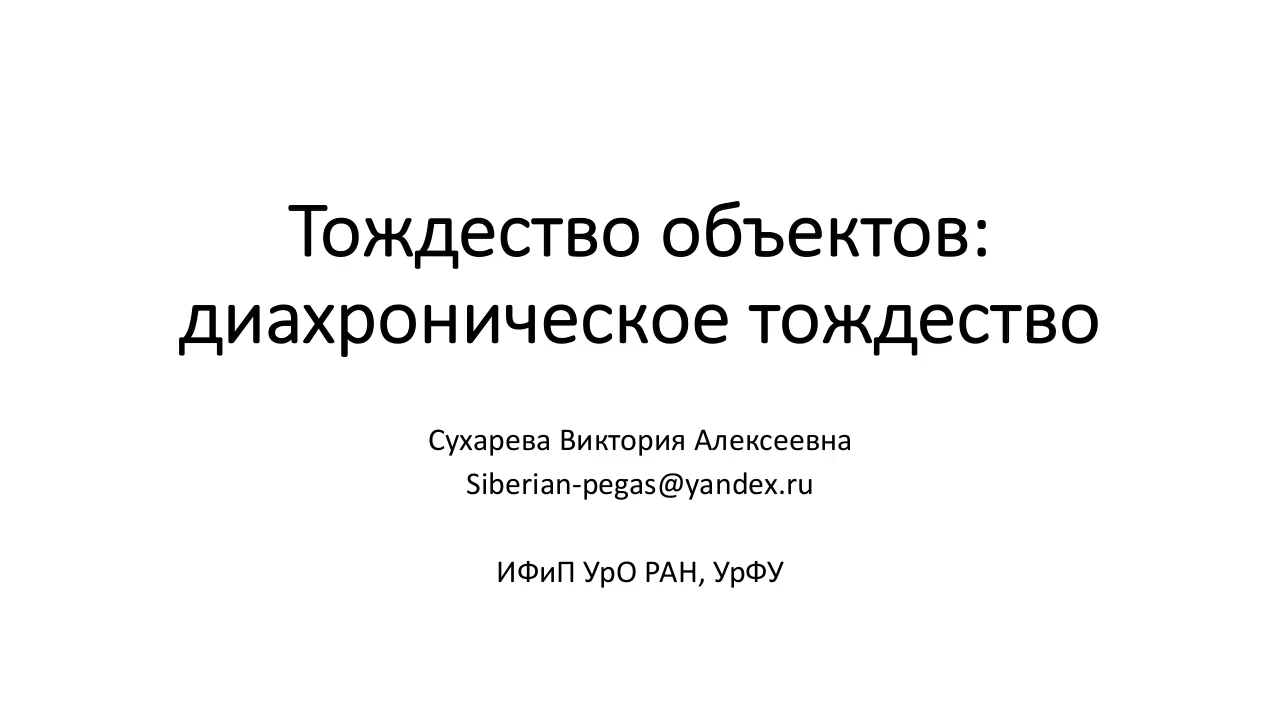 Тождество объектов:
диахроническое тождество
Сухарева Виктория Алексеевна
Siberian-pegas@yandex.ru
ИФиП УрО РАН, УрФУ